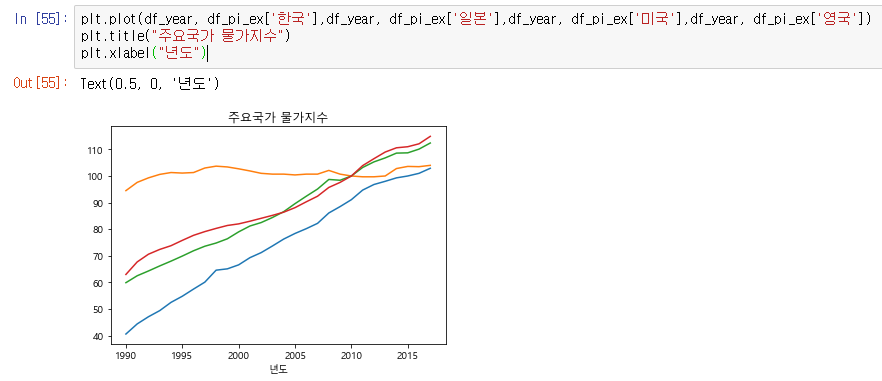 In [55]: plt.plot(df_year, df_pi_ex['한국'],df_year, df_pi_ex['일본'],df_year, df_pi_ex['미국'],df_year, df_pi_ex['영국'])
plt.title("주요국가 물가지수")
plt.xlabel("년도")
Out[55]: Text(0.5, 0, '년도')
주요국가 물가지수
110
100
90
80
70
60
50
40
1990 1995 2000 2005 2010 2015
년도